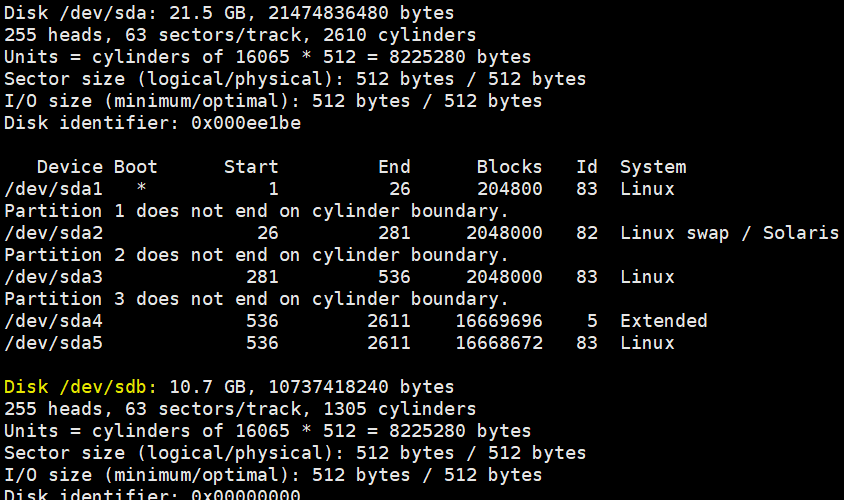 Disk /dev/sda: 21.5 GB, 21474836480 bytes
255 heads, 63 sectors/track, 2610 cylinders
Units = cylinders of 16065 * 512 = 8225280 bytes
Sector size (logical/physical): 512 bytes / 512 bytes
I/O size (minimum/optimal): 512 bytes / 512 bytes
Disk identifier: 0x000ee1be
Device Boot Start End Blocks Id System
/dev/sda1 * 1 26 204800 83 Linux
Partition 1 does not end on cylinder boundary.
/dev/sda2 26 281 2048000 82 Linux swap / Solaris
Partition 2 does not end on cylinder boundary.
/dev/sda3 281 536 2048000 83 Linux
Partition 3 does not end on cylinder boundary.
/dev/sda4 536 2611 16669696 5 Extended
/dev/sda5 536 2611 16668672 83 Linux
Disk /dev/sdb: 10.7 GB, 10737418240 bytes
255 heads, 63 sectors/track, 1305 cylinders
Units = cylinders of 16065 * 512 = 8225280 bytes
Sector size (logical/physical): 512 bytes / 512 bytes
I/O size (minimum/optimal): 512 bytes / 512 bytes
Disk identifier: 0x00000000